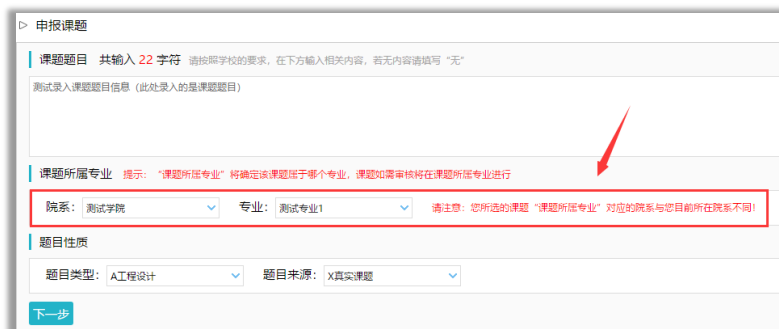 申报课题
课题题目 共输入 22 字符 请按照学校的要求，在下方输入相关内容，若无内容请填写“无”
测试录入课题题目信息（此处录入的是课题题目）
课题所属专业 提示：“课题所属专业”将确定该课题属于哪个专业，课题如需审核将在课题所属专业进行
院系：测试学院 专业：测试专业1 请注意：您所选的课题“课题所属专业”对应的院系与您目前所在院系不同！
题目性质
题目类型：A工程设计 题目来源：X真实课题
下一步